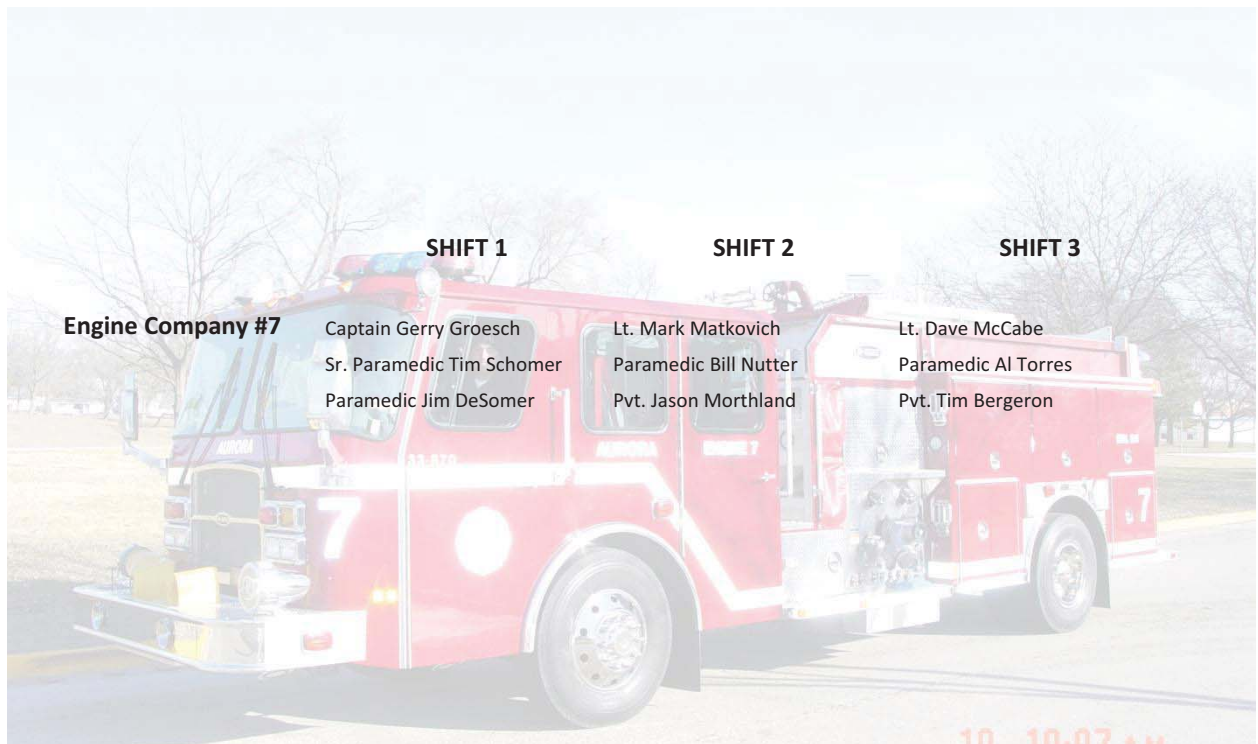 SHIFT 1 SHIFT 2 SHIFT 3
Engine Company #7 Captain Gerry Groesch Lt. Mark Matkovich Lt. Dave McCabe
Sr. Paramedic Tim Schomer Paramedic Bill Nutter Paramedic Al Torres
Paramedic Jim DeSomer Pvt. Jason Morthland Pvt. Tim Bergeron
AURORA
AURORA ENGINE 7
7
7